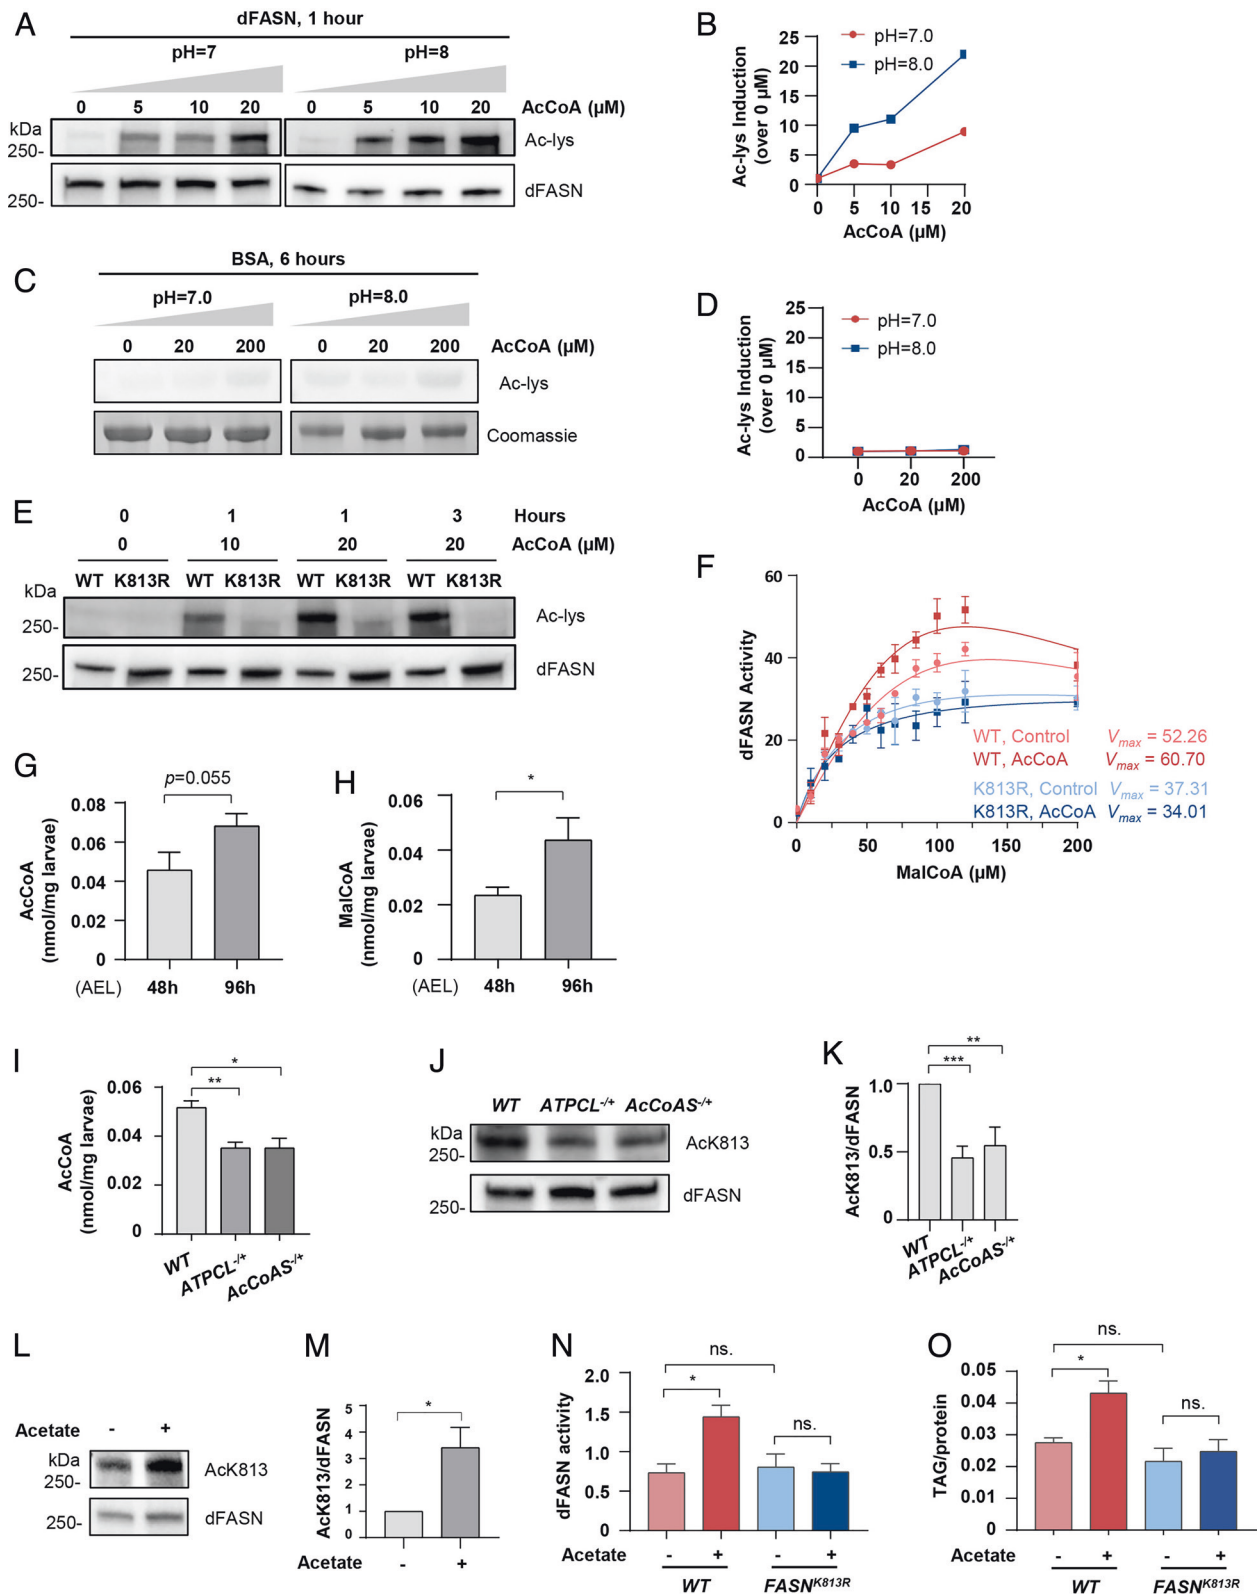 A
dFASN, 1 hour
pH=7
pH=8
0 5 10 20 0 5 10 20 AcCoA (µM)
kDa
250-
Ac-lys
250-
dFASN
B
pH=7.0
pH=8.0
Ac-lys Induction
(over 0 µM)
25
20
15
10
5
0
0 5 10 15 20
AcCoA (µM)
C
BSA, 6 hours
pH=7.0
pH=8.0
0 20 200 0 20 200 AcCoA (µM)
Ac-lys
Coomassie
D
pH=7.0
pH=8.0
Ac-lys Induction
(over 0 µM)
25
20
15
10
5
0
0 20 200
AcCoA (µM)
E
0 1 1 3 Hours
0 10 20 20 AcCoA (µM)
WT K813R WT K813R WT K813R WT K813R
kDa
250-
Ac-lys
250-
dFASN
F
dFASN Activity
60
40
20
0
0 50 100 150 200
MalCoA (µM)
WT, Control Vmax = 52.26
WT, AcCoA Vmax = 60.70
K813R, Control Vmax = 37.31
K813R, AcCoA Vmax = 34.01
G
p=0.055
AcCoA
(nmol/mg larvae)
0.08
0.06
0.04
0.02
0
(AEL) 48h 96h
H
*
MalCoA
(nmol/mg larvae)
0.06
0.04
0.02
0
(AEL) 48h 96h
I
*
**
AcCoA
(nmol/mg larvae)
0.06
0.04
0.02
0
WT
ATPCL-/+
AcCoAS-/+
J
WT ATPCL-/+ AcCoAS-/+
kDa
250-
AcK813
250-
dFASN
K
**
***
AcK813/dFASN
1.0
0.5
0
WT
ATPCL-/+
AcCoAS-/+
L
Acetate - +
kDa
250-
AcK813
250-
dFASN
M
*
AcK813/dFASN
5
4
3
2
1
0
Acetate - +
N
ns.
*
ns.
dFASN activity
2.0
1.5
1.0
0.5
0
Acetate - + - +
WT FASNK813R
O
ns.
*
ns.
TAG/protein
0.05
0.04
0.03
0.02
0.01
0
Acetate - + - +
WT FASNK813R